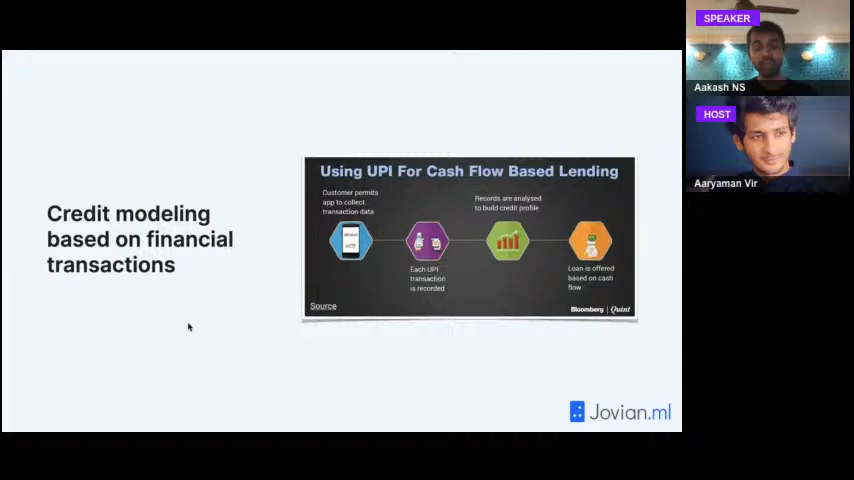 SPEAKER
Aakash NS
HOST
Aaryaman Vir
Credit modeling
based on financial
transactions
Using UPI For Cash Flow Based Lending
Customer permits
app to collect
transaction data
Each UPI
transaction
is recorded
Records are analysed
to build credit profile
Loan is offered
based on cash
flow
Source
Bloomberg | Quint
Jovian.ml